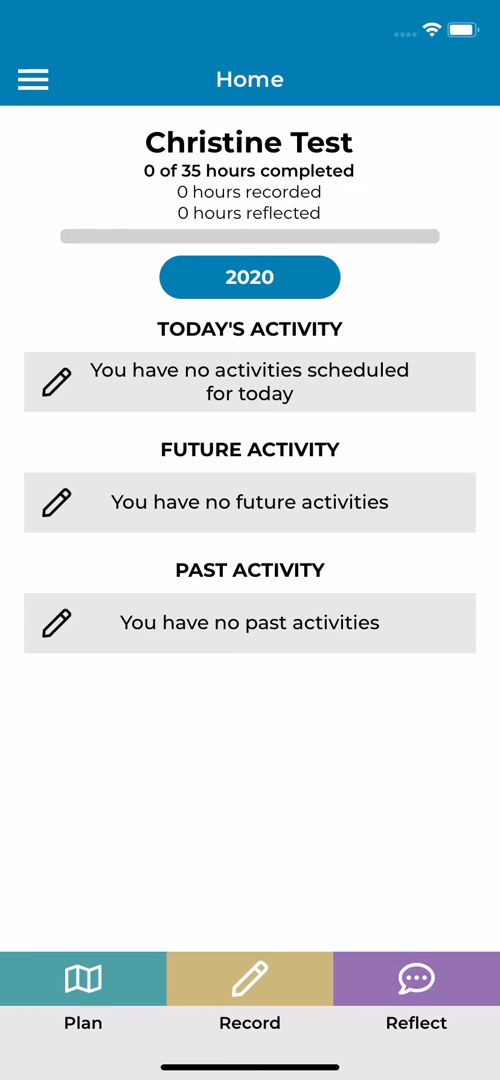 Home
Christine Test
0 of 35 hours completed
0 hours recorded
0 hours reflected
2020
TODAY'S ACTIVITY
You have no activities scheduled
for today
FUTURE ACTIVITY
You have no future activities
PAST ACTIVITY
You have no past activities
Plan
Record
Reflect